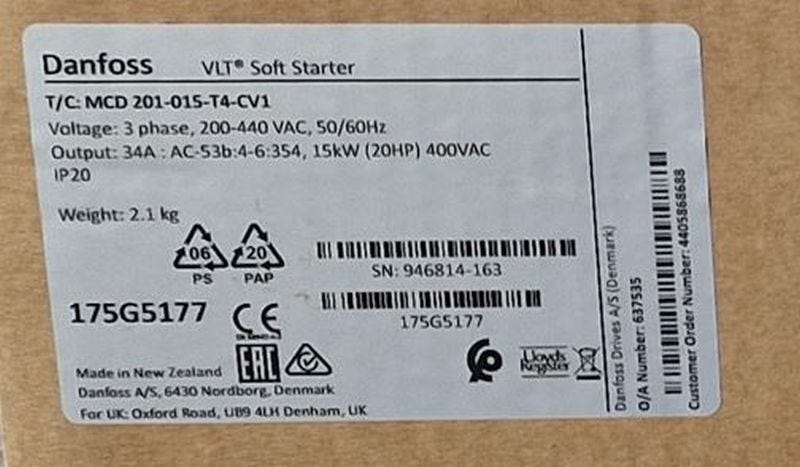 Danfoss VLT® Soft Starter
T/C: MCD 201-015-T4-CV1
Voltage: 3 phase, 200-440 VAC, 50/60Hz
Output: 34A : AC-53b:4-6:354, 15kW (20HP) 400VAC
IP20
Weight: 2.1 kg
06 20
PS PAP
SN: 946814-163
175G5177
CE
175G5177
EAC
Lloyds
Register
Made in New Zealand
Danfoss A/S, 6430 Nordborg, Denmark
For UK: Oxford Road, UB9 4LH Denham, UK
Danfoss Drives A/S (Denmark)
O/A Number: 637535
Customer Order Number: 4405868688